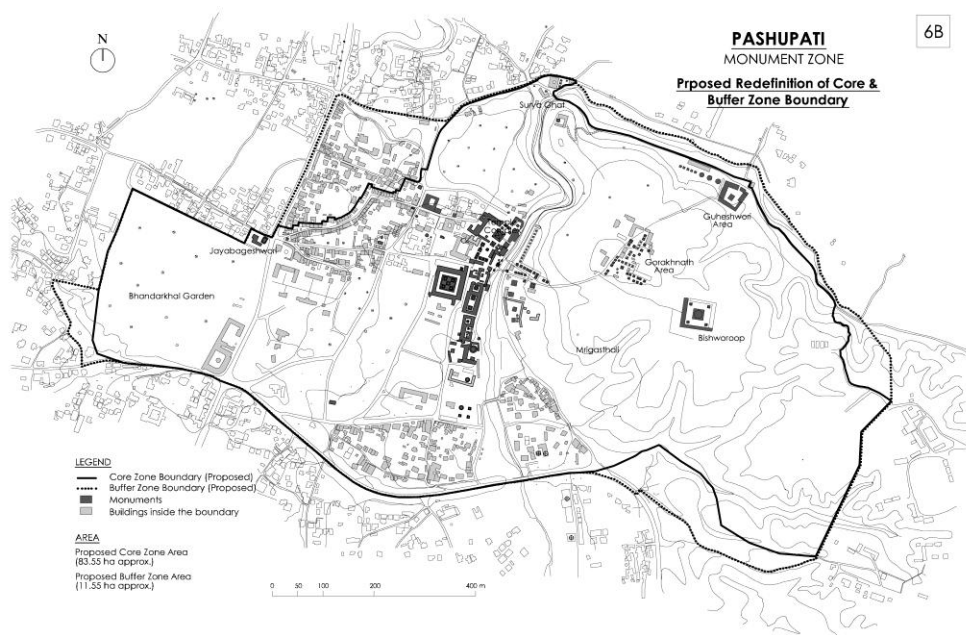 N
PASHUPATI
MONUMENT ZONE
Prposed Redefinition of Core &
Buffer Zone Boundary
6B
Surya Ghat
Guheshwori
Area
Gorakhnath
Area
Jayabageshwori
Bhandarkhal Garden
Bishwaroop
Mrigasthali
LEGEND
Core Zone Boundary (Proposed)
Buffer Zone Boundary (Proposed)
Monuments
Buildings inside the boundary
AREA
Proposed Core Zone Area
(83.55 ha approx.)
Proposed Buffer Zone Area
(11.55 ha approx.)
0 50 100 200 400 m